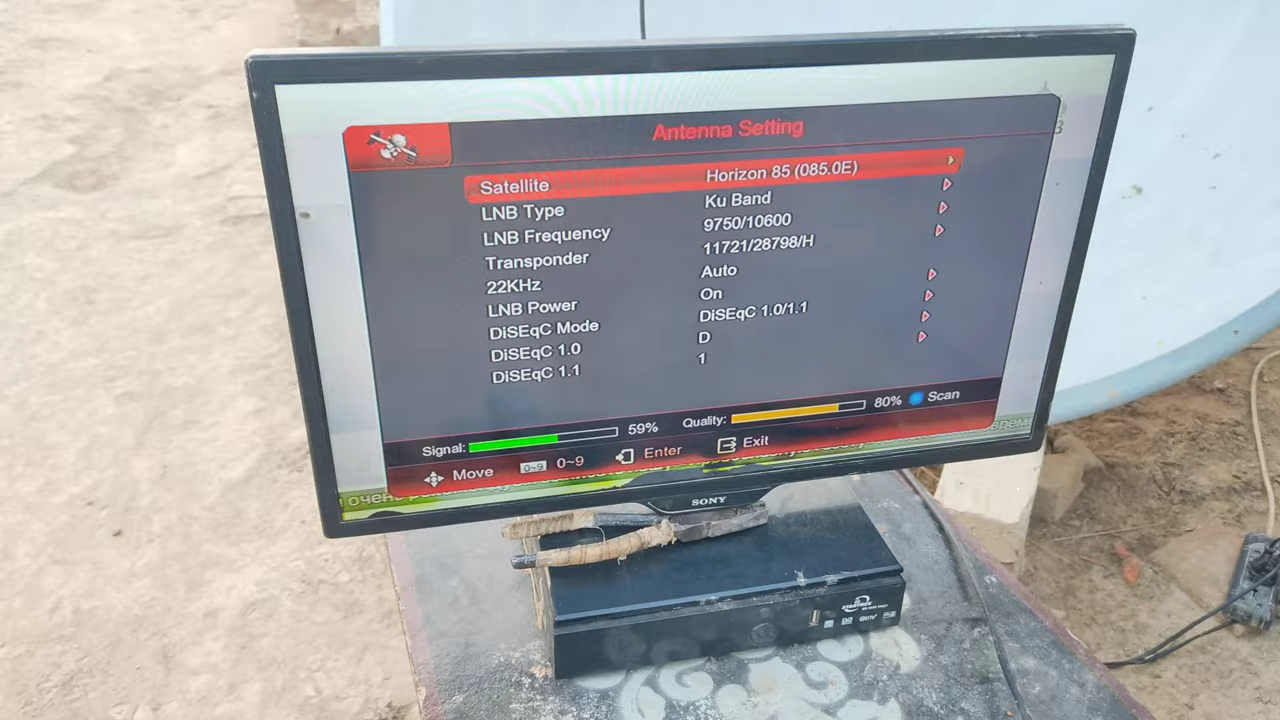 Antenna Setting
Satellite Horizon 85 (085.0E)
LNB Type Ku Band
LNB Frequency 9750/10600
Transponder 11721/28798/H
22KHz Auto
LNB Power On
DiSEqC Mode DiSEqC 1.0/1.1
DiSEqC 1.0 D
DiSEqC 1.1 1
Signal: 59% Quality: 80% Scan
Move 0~9 0~9 Enter Exit
SONY